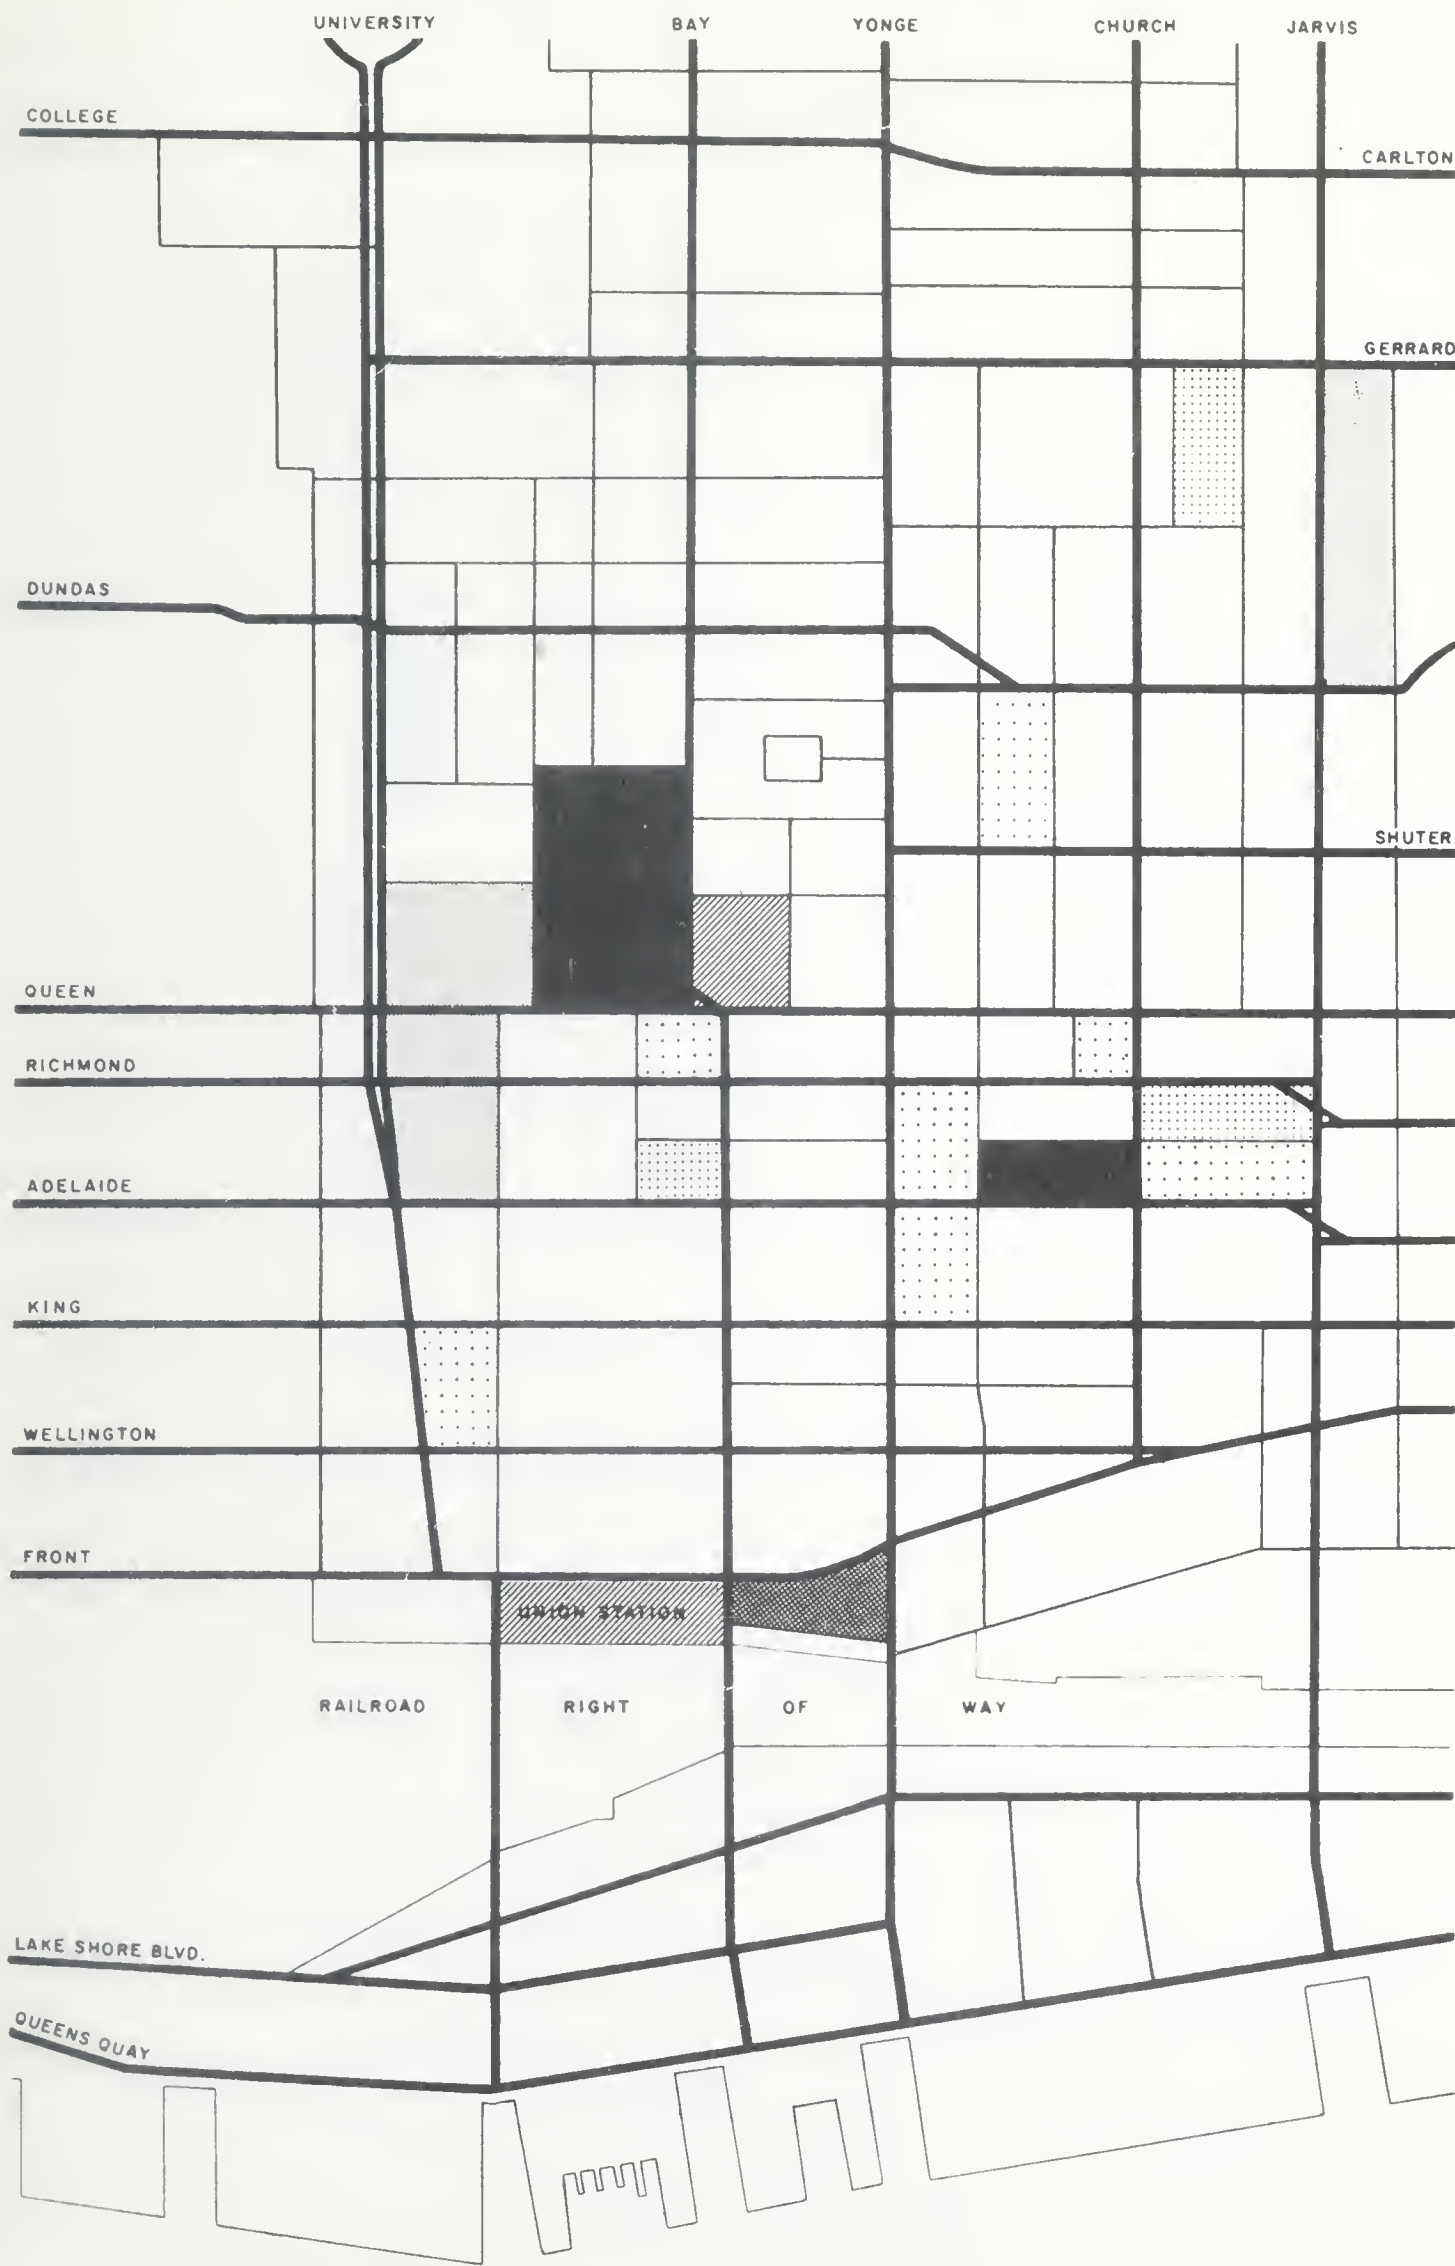 UNIVERSITY
BAY
YONGE
CHURCH
JARVIS
COLLEGE
CARLTON
GERRARD
DUNDAS
SHUTER
QUEEN
RICHMOND
ADELAIDE
KING
WELLINGTON
FRONT
UNION STATION
RAILROAD RIGHT OF WAY
LAKE SHORE BLVD.
QUEENS QUAY